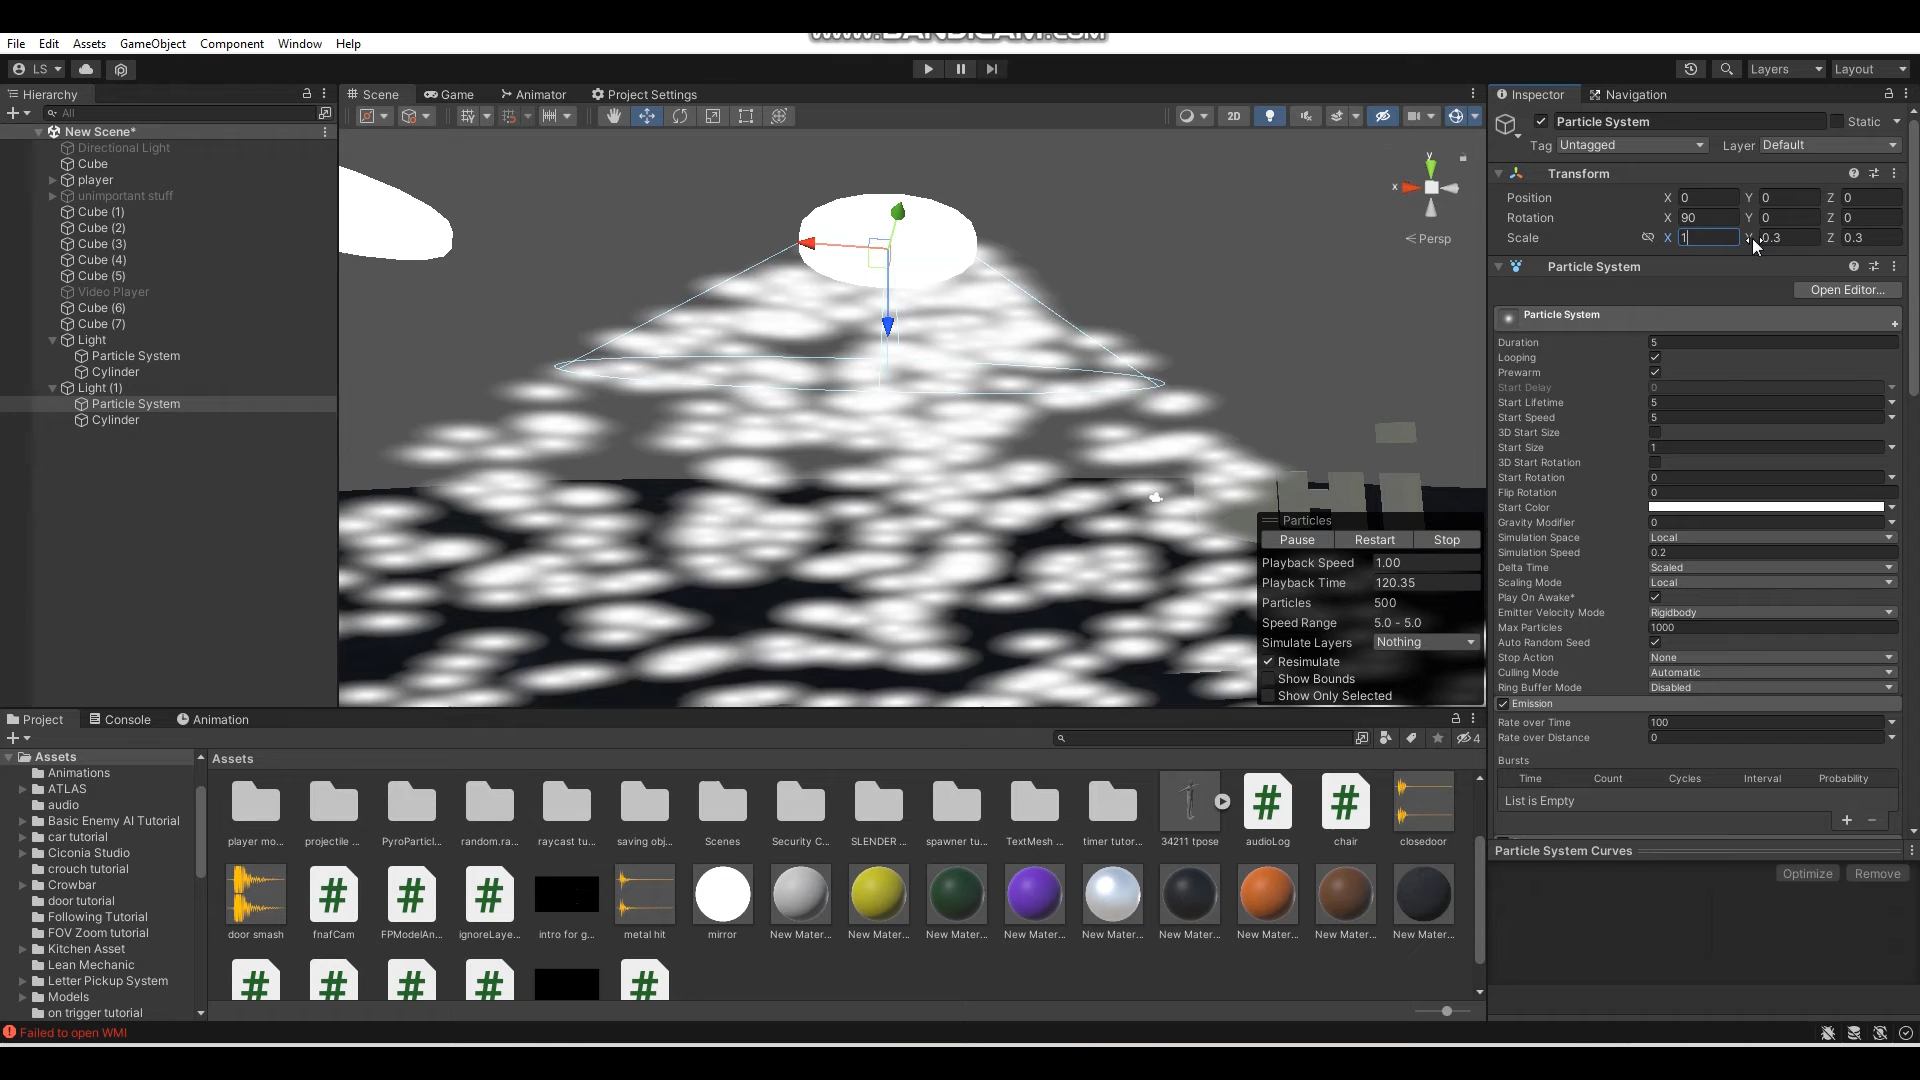 www.BANDICAM.com
File Edit Assets GameObject Component Window Help
LS Layers Layout
Hierarchy
All
New Scene*
Directional Light
Cube
player
unimportant stuff
Cube (1)
Cube (2)
Cube (3)
Cube (4)
Cube (5)
Video Player
Cube (6)
Cube (7)
Light
Particle System
Cylinder
Light (1)
Particle System
Cylinder
Scene Game Animator Project Settings
2D
y
x
Persp
Particles
Pause Restart Stop
Playback Speed 1.00
Playback Time 120.35
Particles 500
Speed Range 5.0 - 5.0
Simulate Layers Nothing
Resimulate
Show Bounds
Show Only Selected
Inspector Navigation
Particle System Static
Tag Untagged Layer Default
Transform
Position X 0 Y 0 Z 0
Rotation X 90 Y 0 Z 0
Scale X 1 Y 0.3 Z 0.3
Particle System
Open Editor...
Particle System
Duration 5
Looping
Prewarm
Start Delay 0
Start Lifetime 5
Start Speed 5
3D Start Size
Start Size 1
3D Start Rotation
Start Rotation 0
Flip Rotation 0
Start Color
Gravity Modifier 0
Simulation Space Local
Simulation Speed 0.2
Delta Time Scaled
Scaling Mode Local
Play On Awake*
Emitter Velocity Mode Rigidbody
Max Particles 1000
Auto Random Seed
Stop Action None
Culling Mode Automatic
Ring Buffer Mode Disabled
Emission
Rate over Time 100
Rate over Distance 0
Bursts
Time Count Cycles Interval Probability
List is Empty
Particle System Curves
Optimize Remove
Project Console Animation
4
Assets
Animations
ATLAS
audio
Basic Enemy AI Tutorial
car tutorial
Ciconia Studio
crouch tutorial
Crowbar
door tutorial
Following Tutorial
FOV Zoom tutorial
Kitchen Asset
Lean Mechanic
Letter Pickup System
Models
on trigger tutorial
Assets
player mo... projectile ... PyroParticl... random.ra... raycast tu... saving obj... Scenes Security C... SLENDER ... spawner tu... TextMesh ... timer tutor... 34211 tpose audioLog chair closedoor
door smash fnafCam FPModelAn... ignoreLaye... intro for g... metal hit mirror New Mater... New Mater... New Mater... New Mater... New Mater... New Mater... New Mater... New Mater... New Mater...
Failed to open WMI